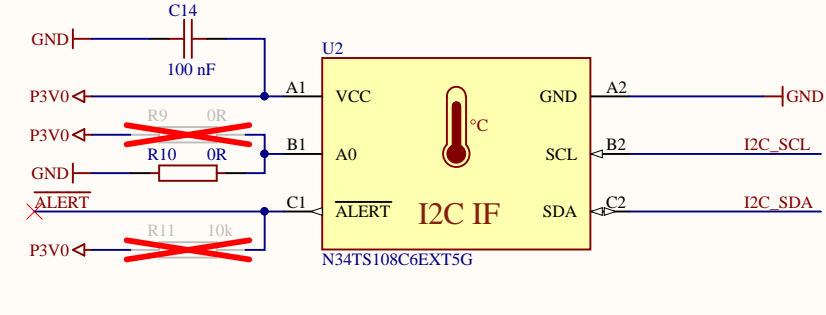 C14
GND
100 nF
U2
P3V0 A1 VCC GND A2 GND
R9 0R
P3V0
R10 0R
°C
B1 A0 SCL B2 I2C_SCL
GND
ALERT C1 ALERT I2C IF SDA C2 I2C_SDA
R11 10k
P3V0
N34TS108C6EXT5G